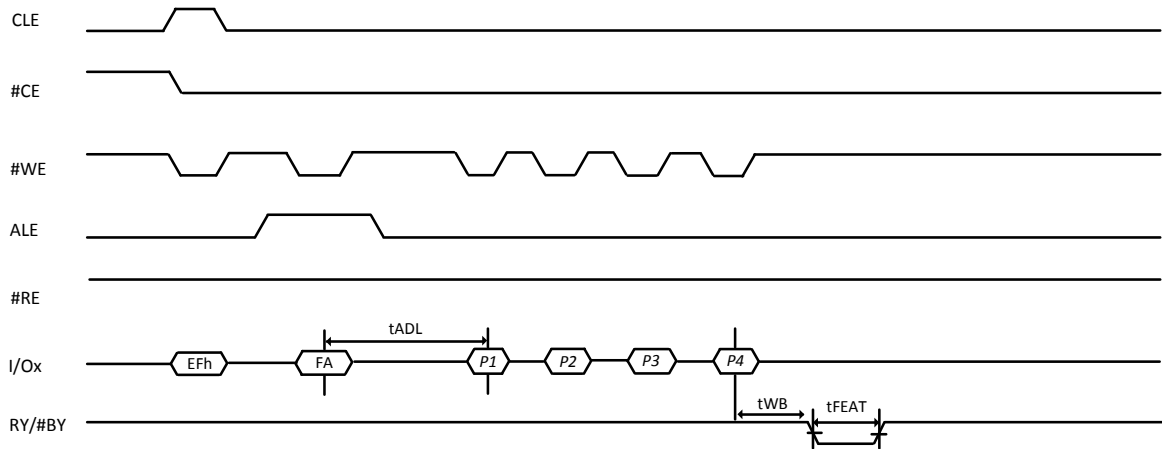 CLE
#CE
#WE
ALE
#RE
tADL
I/Ox EFh FA P1 P2 P3 P4
tWB tFEAT
RY/#BY